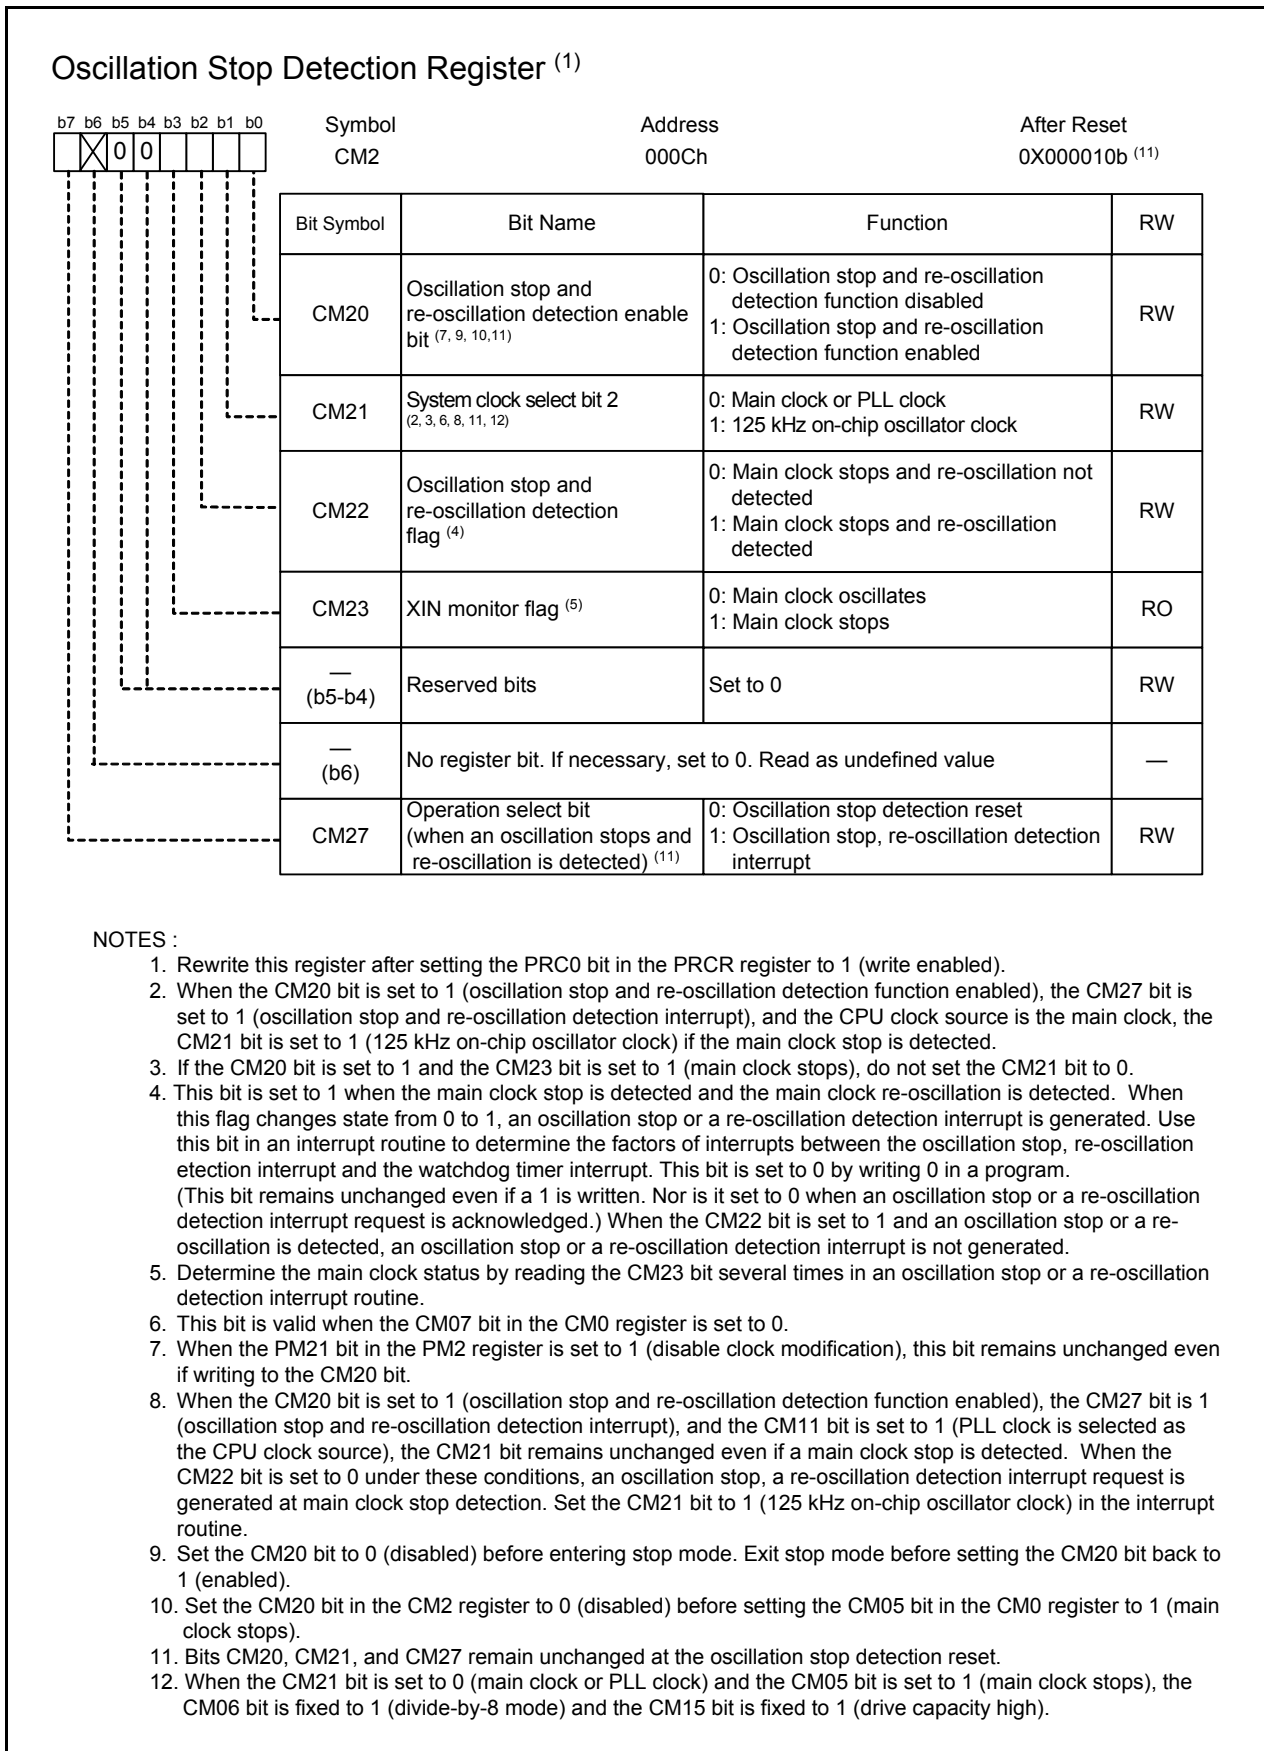 Oscillation Stop Detection Register (1)
b7 b6 b5 b4 b3 b2 b1 b0
0 0
Symbol Address After Reset
CM2 000Ch 0X000010b (11)
Bit Symbol Bit Name Function RW
CM20
Oscillation stop and
re-oscillation detection enable
bit (7, 9, 10,11)
0: Oscillation stop and re-oscillation
detection function disabled
1: Oscillation stop and re-oscillation
detection function enabled
RW
CM21
System clock select bit 2
(2, 3, 6, 8, 11, 12)
0: Main clock or PLL clock
1: 125 kHz on-chip oscillator clock
RW
CM22
Oscillation stop and
re-oscillation detection
flag (4)
0: Main clock stops and re-oscillation not
detected
1: Main clock stops and re-oscillation
detected
RW
CM23
XIN monitor flag (5)
0: Main clock oscillates
1: Main clock stops
RO
—
(b5-b4)
Reserved bits
Set to 0
RW
—
(b6)
No register bit. If necessary, set to 0. Read as undefined value
—
CM27
Operation select bit
(when an oscillation stops and
re-oscillation is detected) (11)
0: Oscillation stop detection reset
1: Oscillation stop, re-oscillation detection
interrupt
RW
NOTES :
1. Rewrite this register after setting the PRC0 bit in the PRCR register to 1 (write enabled).
2. When the CM20 bit is set to 1 (oscillation stop and re-oscillation detection function enabled), the CM27 bit is
set to 1 (oscillation stop and re-oscillation detection interrupt), and the CPU clock source is the main clock, the
CM21 bit is set to 1 (125 kHz on-chip oscillator clock) if the main clock stop is detected.
3. If the CM20 bit is set to 1 and the CM23 bit is set to 1 (main clock stops), do not set the CM21 bit to 0.
4. This bit is set to 1 when the main clock stop is detected and the main clock re-oscillation is detected. When
this flag changes state from 0 to 1, an oscillation stop or a re-oscillation detection interrupt is generated. Use
this bit in an interrupt routine to determine the factors of interrupts between the oscillation stop, re-oscillation
etection interrupt and the watchdog timer interrupt. This bit is set to 0 by writing 0 in a program.
(This bit remains unchanged even if a 1 is written. Nor is it set to 0 when an oscillation stop or a re-oscillation
detection interrupt request is acknowledged.) When the CM22 bit is set to 1 and an oscillation stop or a re-
oscillation is detected, an oscillation stop or a re-oscillation detection interrupt is not generated.
5. Determine the main clock status by reading the CM23 bit several times in an oscillation stop or a re-oscillation
detection interrupt routine.
6. This bit is valid when the CM07 bit in the CM0 register is set to 0.
7. When the PM21 bit in the PM2 register is set to 1 (disable clock modification), this bit remains unchanged even
if writing to the CM20 bit.
8. When the CM20 bit is set to 1 (oscillation stop and re-oscillation detection function enabled), the CM27 bit is 1
(oscillation stop and re-oscillation detection interrupt), and the CM11 bit is set to 1 (PLL clock is selected as
the CPU clock source), the CM21 bit remains unchanged even if a main clock stop is detected. When the
CM22 bit is set to 0 under these conditions, an oscillation stop, a re-oscillation detection interrupt request is
generated at main clock stop detection. Set the CM21 bit to 1 (125 kHz on-chip oscillator clock) in the interrupt
routine.
9. Set the CM20 bit to 0 (disabled) before entering stop mode. Exit stop mode before setting the CM20 bit back to
1 (enabled).
10. Set the CM20 bit in the CM2 register to 0 (disabled) before setting the CM05 bit in the CM0 register to 1 (main
clock stops).
11. Bits CM20, CM21, and CM27 remain unchanged at the oscillation stop detection reset.
12. When the CM21 bit is set to 0 (main clock or PLL clock) and the CM05 bit is set to 1 (main clock stops), the
CM06 bit is fixed to 1 (divide-by-8 mode) and the CM15 bit is fixed to 1 (drive capacity high).